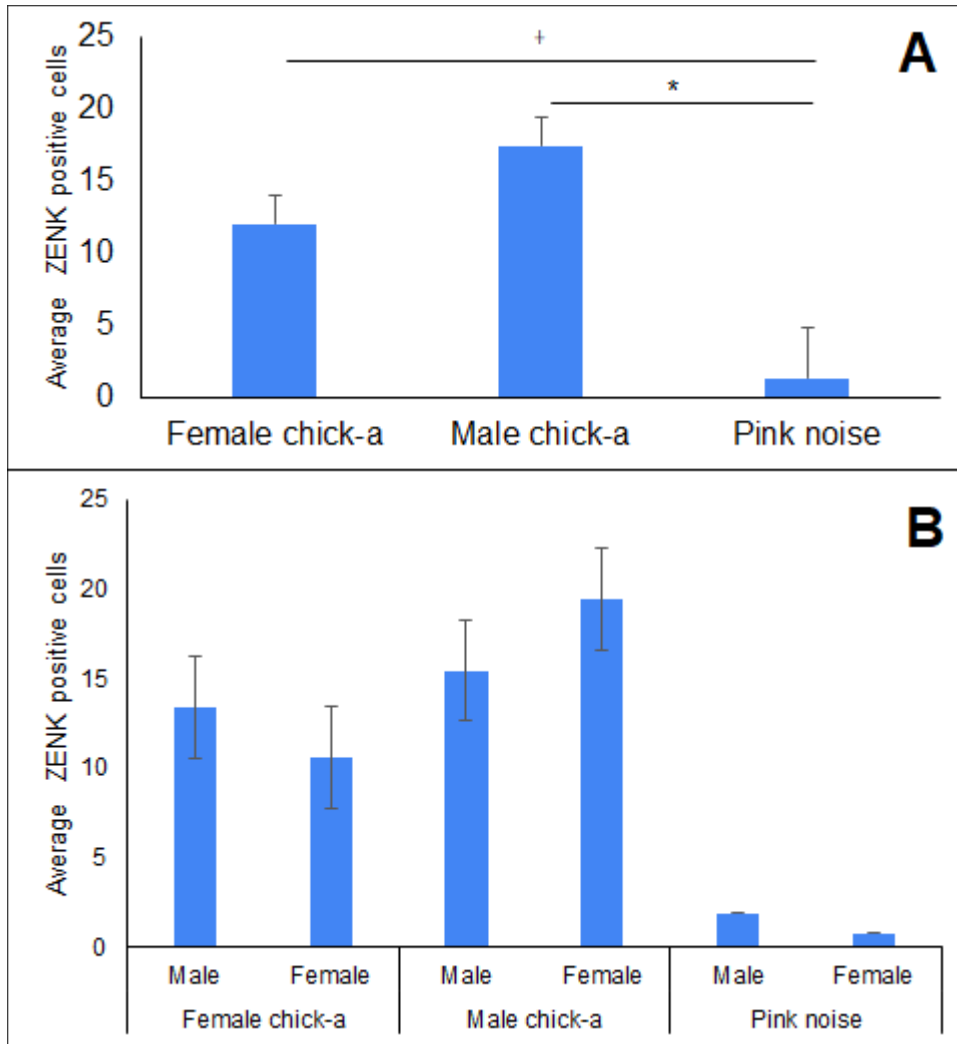 A
25
20
15
10
5
0
Average ZENK positive cells
+
*
Female chick-a Male chick-a Pink noise
B
25
20
15
10
5
0
Average ZENK positive cells
Male Female Male Female Male Female
Female chick-a Male chick-a Pink noise